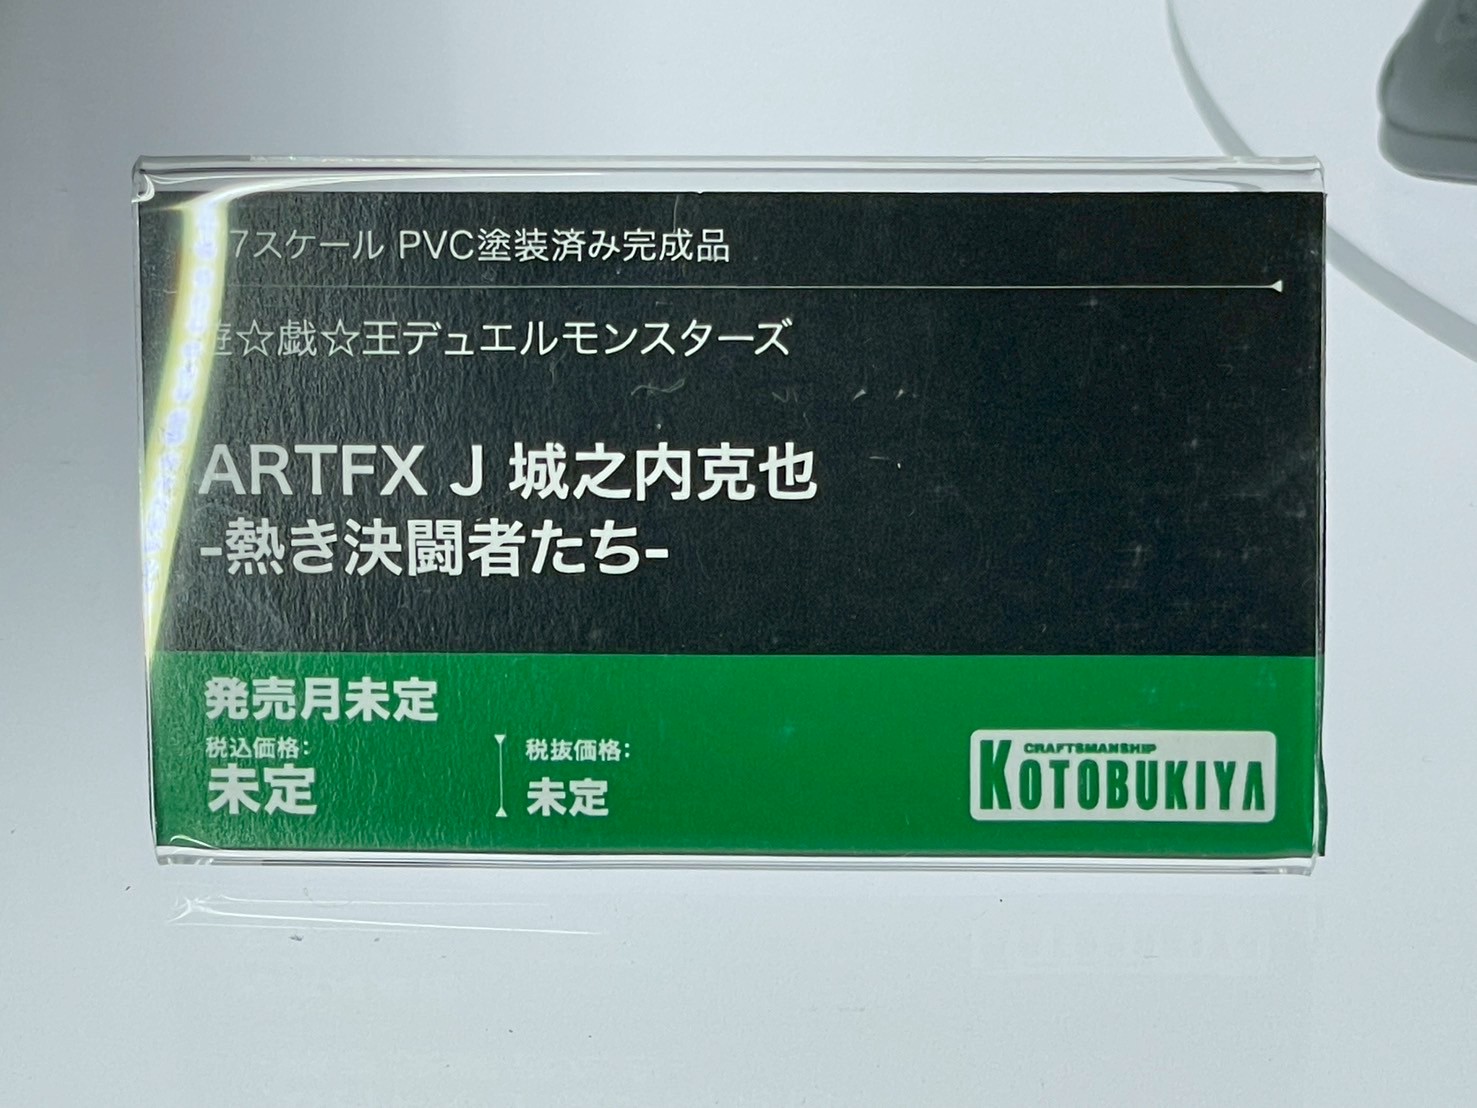 7スケール PVC塗装済み完成品
遊☆戯☆王デュエルモンスターズ
ARTFX J 城之内克也
-熱き決闘者たち-
発売月未定
税込価格:
未定
税抜価格:
未定
CRAFTSMANSHIP
KOTOBUKIYA